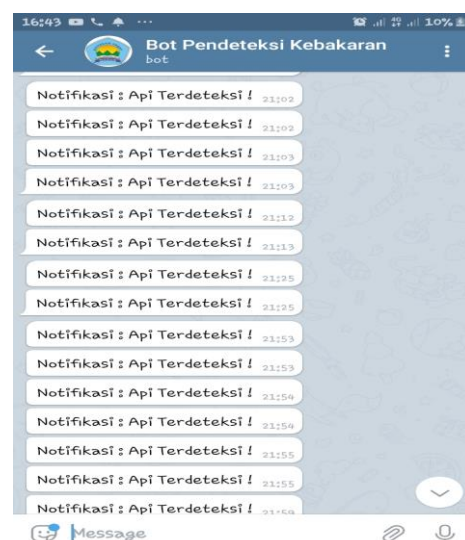 16:43
10%
Bot Pendeteksi Kebakaran
bot
Notifikasi : Api Terdeteksi ! 21:02
Notifikasi : Api Terdeteksi ! 21:02
Notifikasi : Api Terdeteksi ! 21:03
Notifikasi : Api Terdeteksi ! 21:03
Notifikasi : Api Terdeteksi ! 21:12
Notifikasi : Api Terdeteksi ! 21:13
Notifikasi : Api Terdeteksi ! 21:25
Notifikasi : Api Terdeteksi ! 21:25
Notifikasi : Api Terdeteksi ! 21:53
Notifikasi : Api Terdeteksi ! 21:53
Notifikasi : Api Terdeteksi ! 21:54
Notifikasi : Api Terdeteksi ! 21:54
Notifikasi : Api Terdeteksi ! 21:55
Notifikasi : Api Terdeteksi ! 21:55
Notifikasi : Api Terdeteksi !
Message